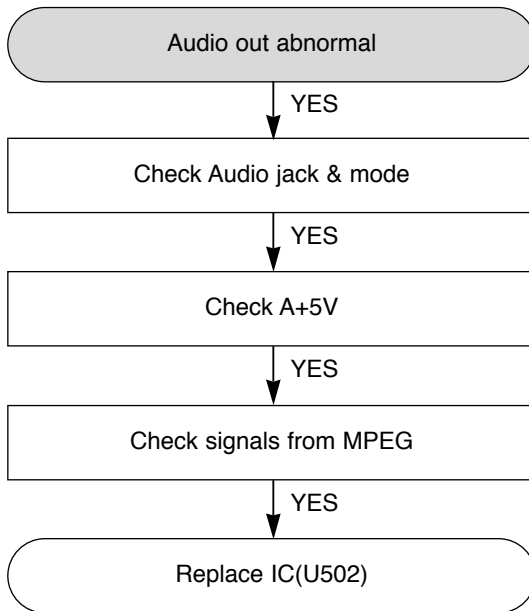 Audio out abnormal
YES
Check Audio jack & mode
YES
Check A+5V
YES
Check signals from MPEG
YES
Replace IC(U502)